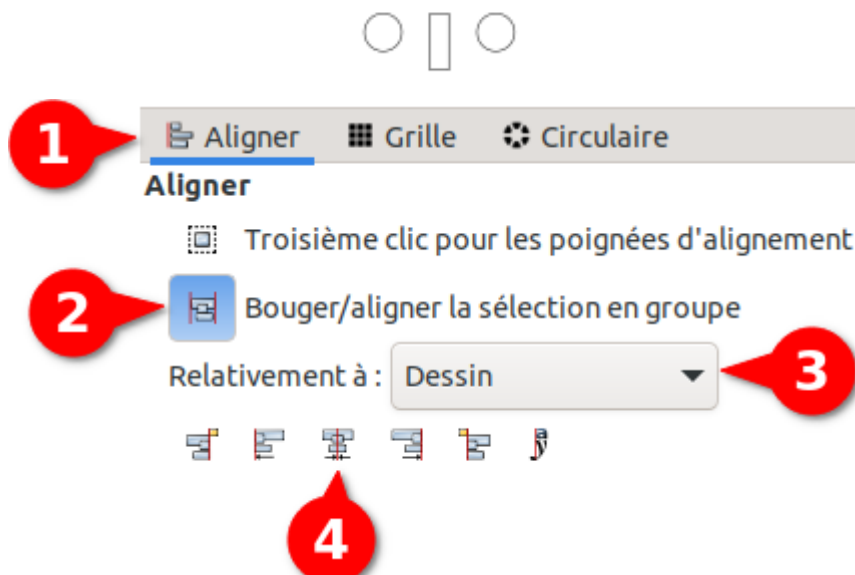 1 Aligner Grille Circulaire
Aligner
Troisième clic pour les poignées d'alignement
2 Bouger/aligner la sélection en groupe
Relativement à : Dessin 3
4